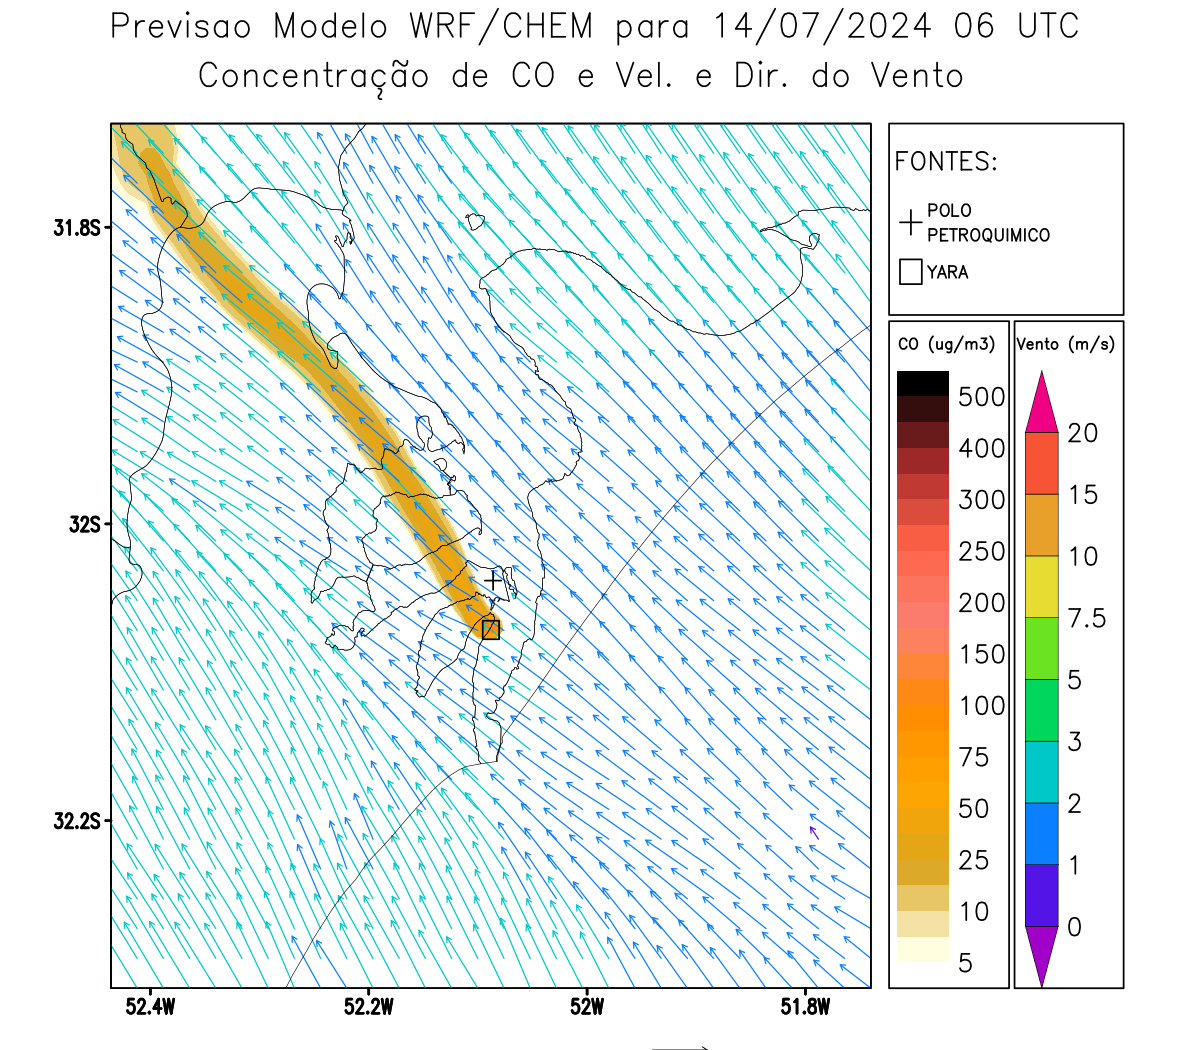 Previsao Modelo WRF/CHEM para 14/07/2024 06 UTC
Concentração de CO e Vel. e Dir. do Vento
FONTES:
POLO
PETROQUIMICO
YARA
CO (ug/m3)
500
400
300
250
200
150
100
75
50
25
10
5
Vento (m/s)
20
15
10
7.5
5
3
2
1
0
31.8S
32S
32.2S
52.4W
52.2W
52W
51.8W